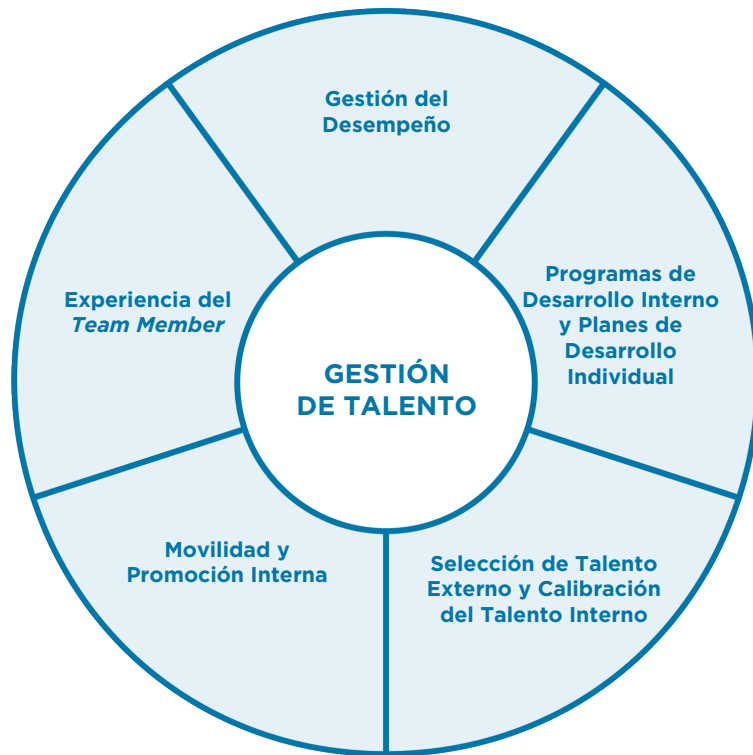 Gestión del
Desempeño
Programas de
Desarrollo Interno
y Planes de
Desarrollo
Individual
Selección de Talento
Externo y Calibración
del Talento Interno
Movilidad y
Promoción Interna
Experiencia del
Team Member
GESTIÓN
DE TALENTO